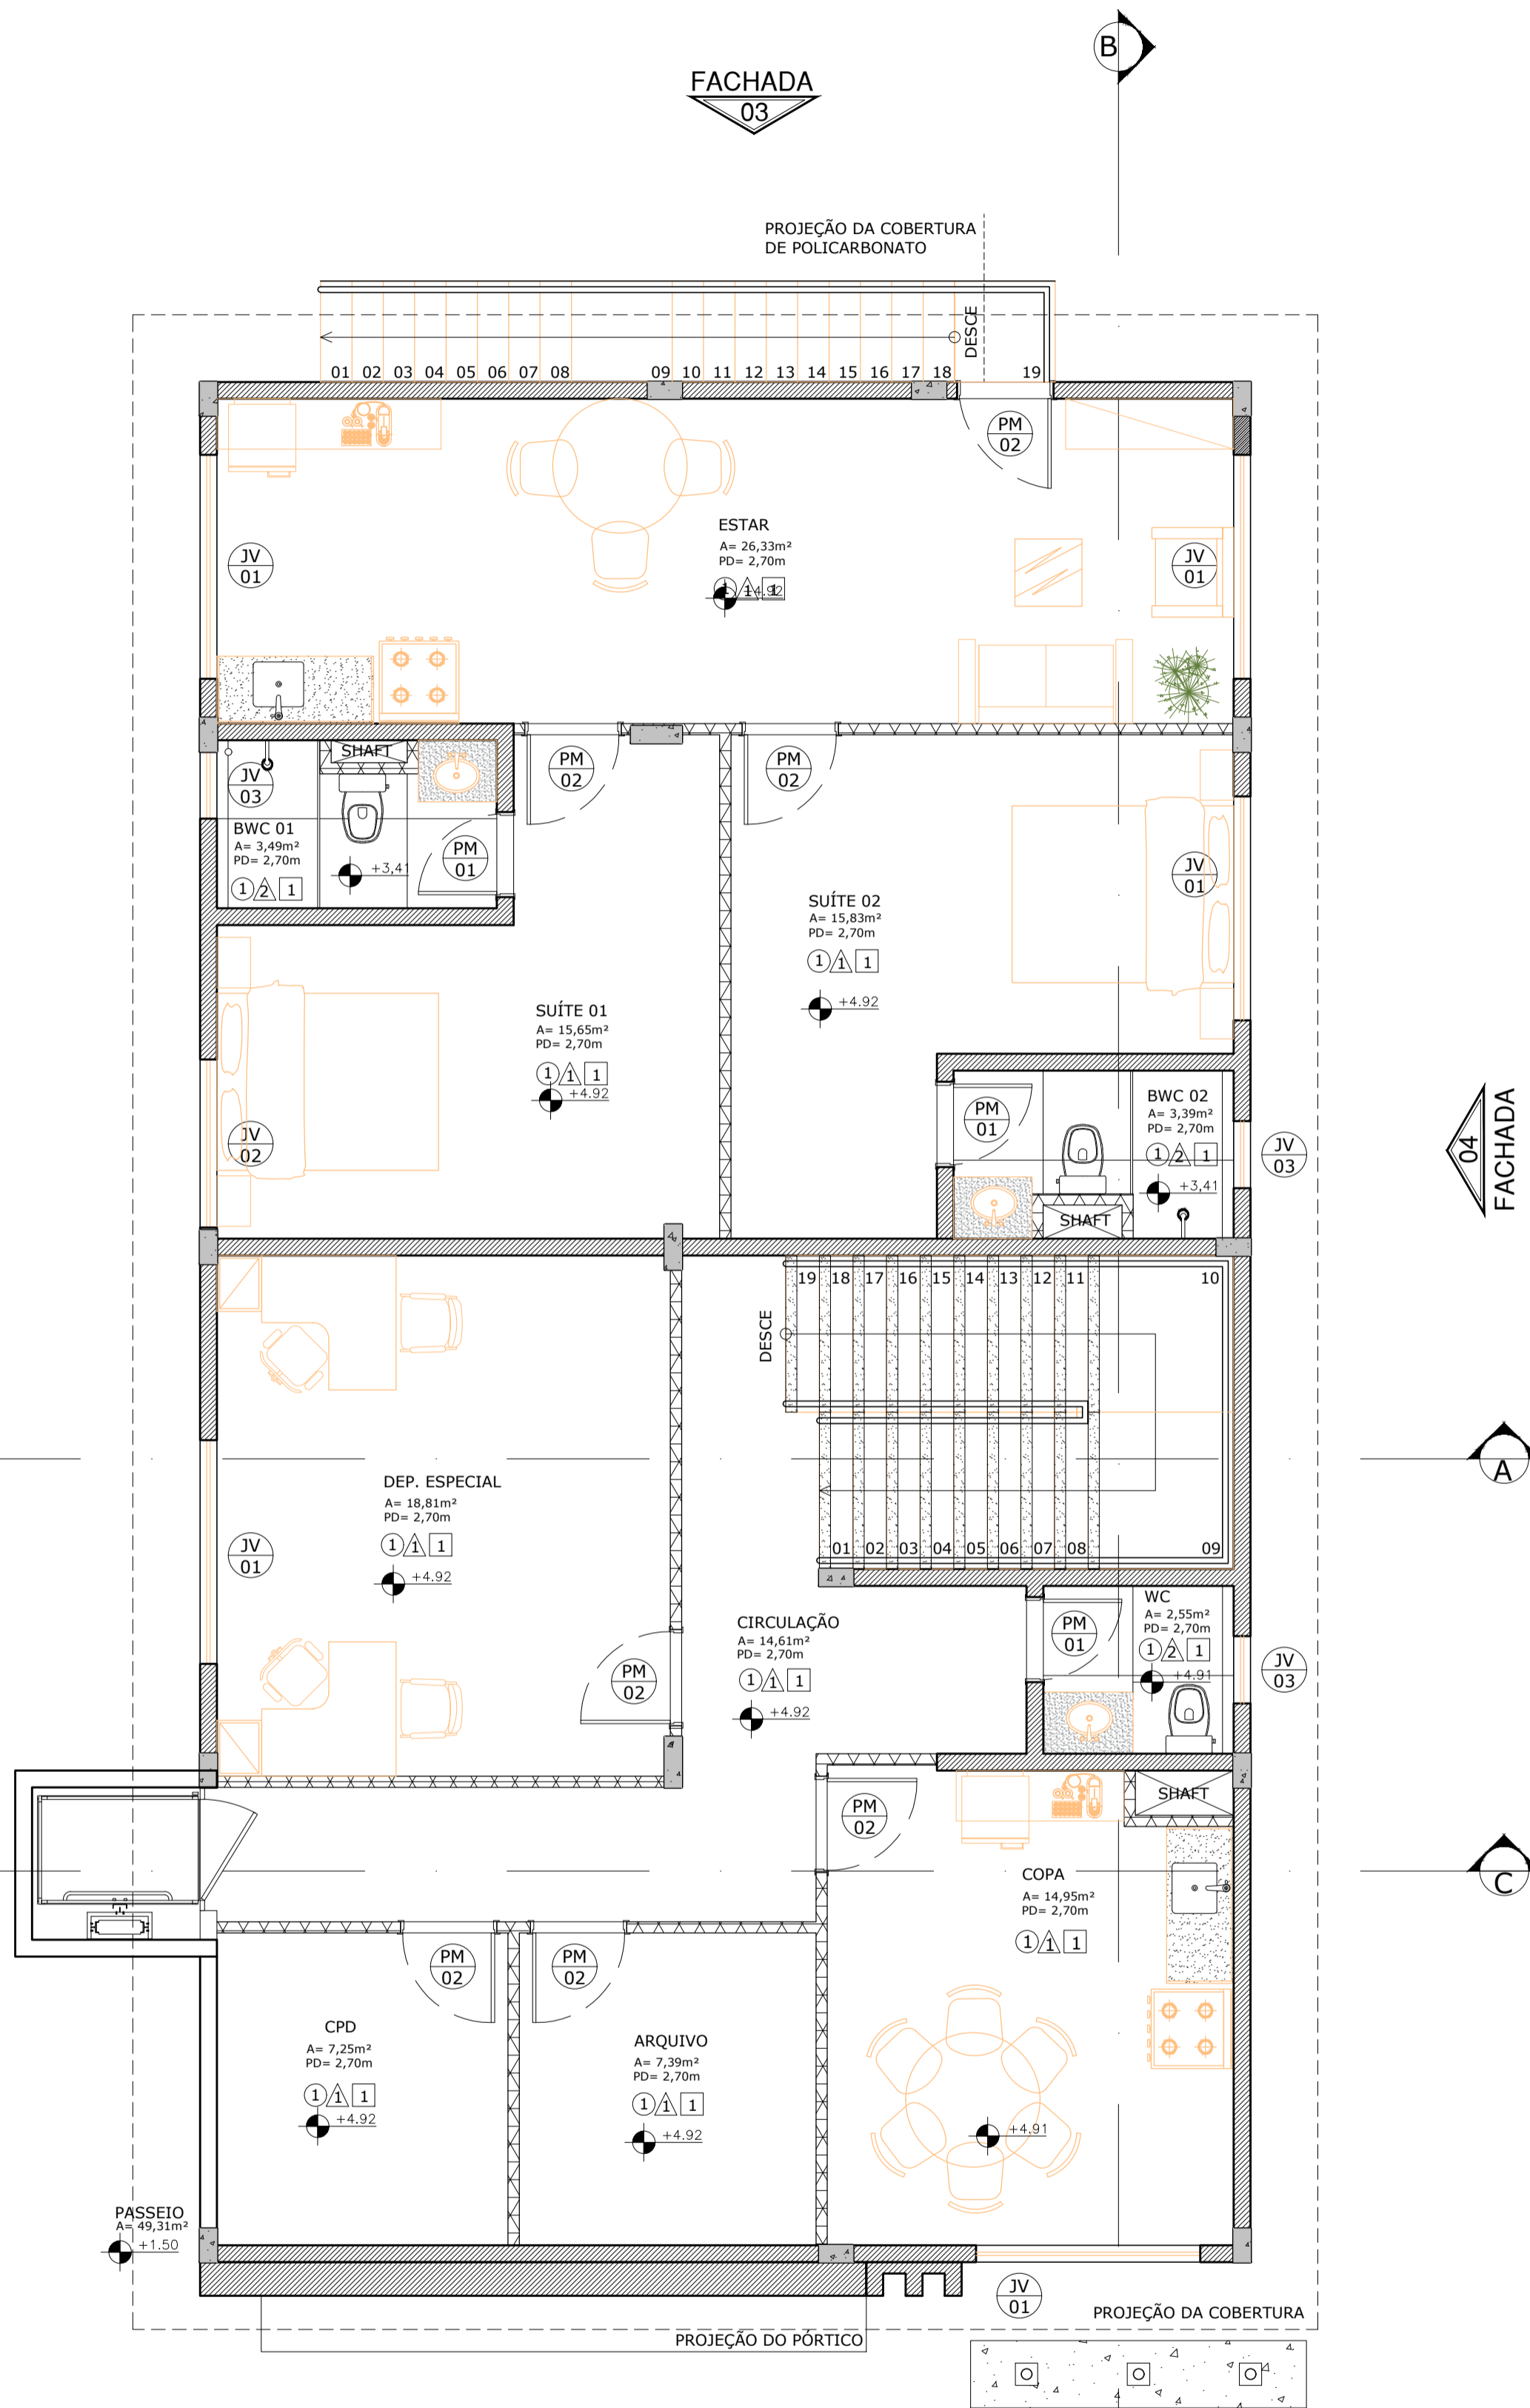 B
FACHADA
03
PROJEÇÃO DA COBERTURA
DE POLICARBONATO
DESCE
01 02 03 04 05 06 07 08 09 10 11 12 13 14 15 16 17 18 19
PM
02
ESTAR
A= 26,33m²
PD= 2,70m
1 1 1
+4.92
JV
01
JV
01
SHAFT
PM
02
PM
02
JV
03
BWC 01
A= 3,49m²
PD= 2,70m
1 2 1
+3,41
PM
01
JV
01
SUÍTE 02
A= 15,83m²
PD= 2,70m
1 1 1
+4.92
SUÍTE 01
A= 15,65m²
PD= 2,70m
1 1 1
+4.92
JV
02
PM
01
BWC 02
A= 3,39m²
PD= 2,70m
1 2 1
+3,41
SHAFT
JV
03
04
FACHADA
19 18 17 16 15 14 13 12 11 10
DESCE
01 02 03 04 05 06 07 08 09
A
DEP. ESPECIAL
A= 18,81m²
PD= 2,70m
1 1 1
+4.92
JV
01
PM
02
CIRCULAÇÃO
A= 14,61m²
PD= 2,70m
1 1 1
+4.92
PM
01
WC
A= 2,55m²
PD= 2,70m
1 2 1
+4.91
JV
03
PM
02
SHAFT
C
COPA
A= 14,95m²
PD= 2,70m
1 1 1
+4.91
PM
02
PM
02
CPD
A= 7,25m²
PD= 2,70m
1 1 1
+4.92
ARQUIVO
A= 7,39m²
PD= 2,70m
1 1 1
+4.92
PASSEIO
A= 49,31m²
+1.50
JV
01
PROJEÇÃO DA COBERTURA
PROJEÇÃO DO PÓRTICO